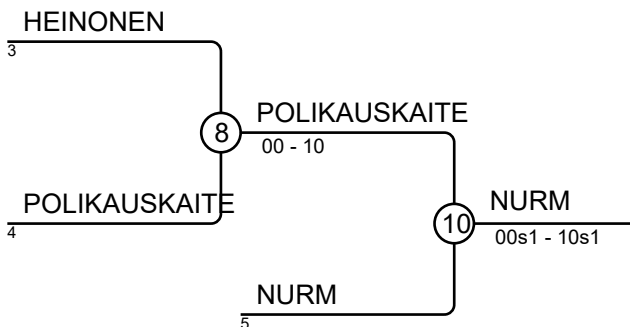 HEINONEN
3
8
POLIKAUSKAITE
00 - 10
POLIKAUSKAITE
4
10
NURM
00s1 - 10s1
NURM
5